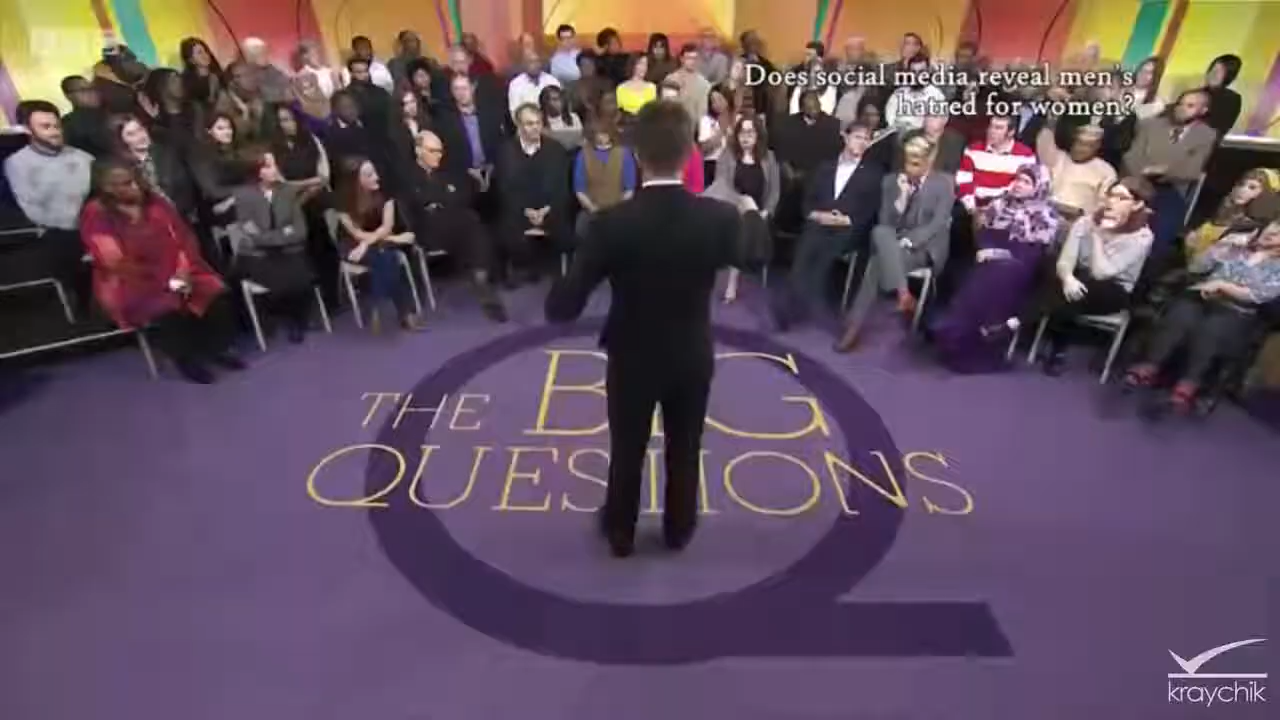 Does social media reveal men's
hatred for women?
THE BIG
QUESTIONS
kraychik